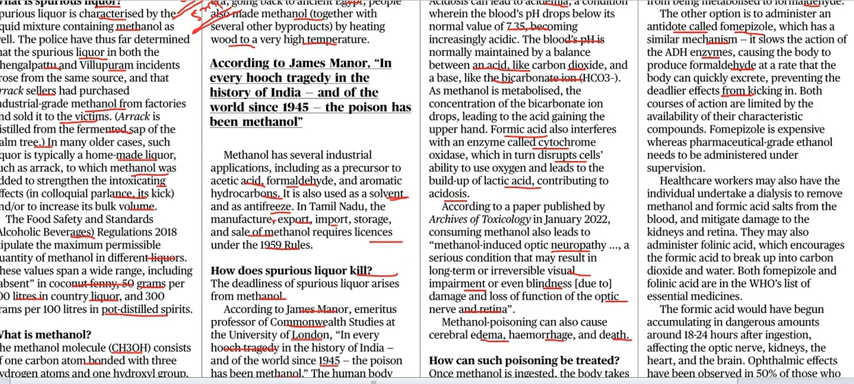 What is spurious liquor?
purious liquor is characterised by the
quid mixture containing methanol as
ell. The police have thus far determined
hat the spurious liquor in both the
hengalpattu and Villupuram incidents
rose from the same source, and that
rrack sellers had purchased
ndustrial-grade methanol from factories
nd sold it to the victims. (Arrack is
istilled from the fermented sap of the
alm tree.) In many older cases, such
quor is typically a home-made liquor,
uch as arrack, to which methanol was
dded to strengthen the intoxicating
ffects (in colloquial parlance, its kick)
nd/or to increase its bulk volume.
The Food Safety and Standards
Alcoholic Beverages) Regulations 2018
tipulate the maximum permissible
uantity of methanol in different liquors.
hese values span a wide range, including
absent” in coconut fenny, 50 grams per
00 litres in country liquor, and 300
rams per 100 litres in pot-distilled spirits.
What is methanol?
he methanol molecule (CH3OH) consists
f one carbon atom bonded with three
ydrogen atoms and one hydroxyl group.
going back to ancient Egypt, people
also made methanol (together with
several other byproducts) by heating
wood to a very high temperature.
According to James Manor, “In
every hooch tragedy in the
history of India – and of the
world since 1945 – the poison has
been methanol”
Methanol has several industrial
applications, including as a precursor to
acetic acid, formaldehyde, and aromatic
hydrocarbons. It is also used as a solvent
and as antifreeze. In Tamil Nadu, the
manufacture, export, import, storage,
and sale of methanol requires licences
under the 1959 Rules.
How does spurious liquor kill?
The deadliness of spurious liquor arises
from methanol.
According to James Manor, emeritus
professor of Commonwealth Studies at
the University of London, “In every
hooch tragedy in the history of India –
and of the world since 1945 – the poison
has been methanol.” The human body
Acidosis can lead to acidemia, a condition
wherein the blood’s pH drops below its
normal value of 7.35, becoming
increasingly acidic. The blood’s pH is
normally maintained by a balance
between an acid, like carbon dioxide, and
a base, like the bicarbonate ion (HCO3-).
As methanol is metabolised, the
concentration of the bicarbonate ion
drops, leading to the acid gaining the
upper hand. Formic acid also interferes
with an enzyme called cytochrome
oxidase, which in turn disrupts cells’
ability to use oxygen and leads to the
build-up of lactic acid, contributing to
acidosis.
According to a paper published by
Archives of Toxicology in January 2022,
consuming methanol also leads to
“methanol-induced optic neuropathy ..., a
serious condition that may result in
long-term or irreversible visual
impairment or even blindness [due to]
damage and loss of function of the optic
nerve and retina”.
Methanol-poisoning can also cause
cerebral edema, haemorrhage, and death.
How can such poisoning be treated?
Once methanol is ingested, the body takes
from being metabolised to formaldehyde.
The other option is to administer an
antidote called fomepizole, which has a
similar mechanism – it slows the action of
the ADH enzymes, causing the body to
produce formaldehyde at a rate that the
body can quickly excrete, preventing the
deadlier effects from kicking in. Both
courses of action are limited by the
availability of their characteristic
compounds. Fomepizole is expensive
whereas pharmaceutical-grade ethanol
needs to be administered under
supervision.
Healthcare workers may also have the
individual undertake a dialysis to remove
methanol and formic acid salts from the
blood, and mitigate damage to the
kidneys and retina. They may also
administer folinic acid, which encourages
the formic acid to break up into carbon
dioxide and water. Both fomepizole and
folinic acid are in the WHO’s list of
essential medicines.
The formic acid would have begun
accumulating in dangerous amounts
around 18-24 hours after ingestion,
affecting the optic nerve, kidneys, the
heart, and the brain. Ophthalmic effects
have been observed in 50% of those who